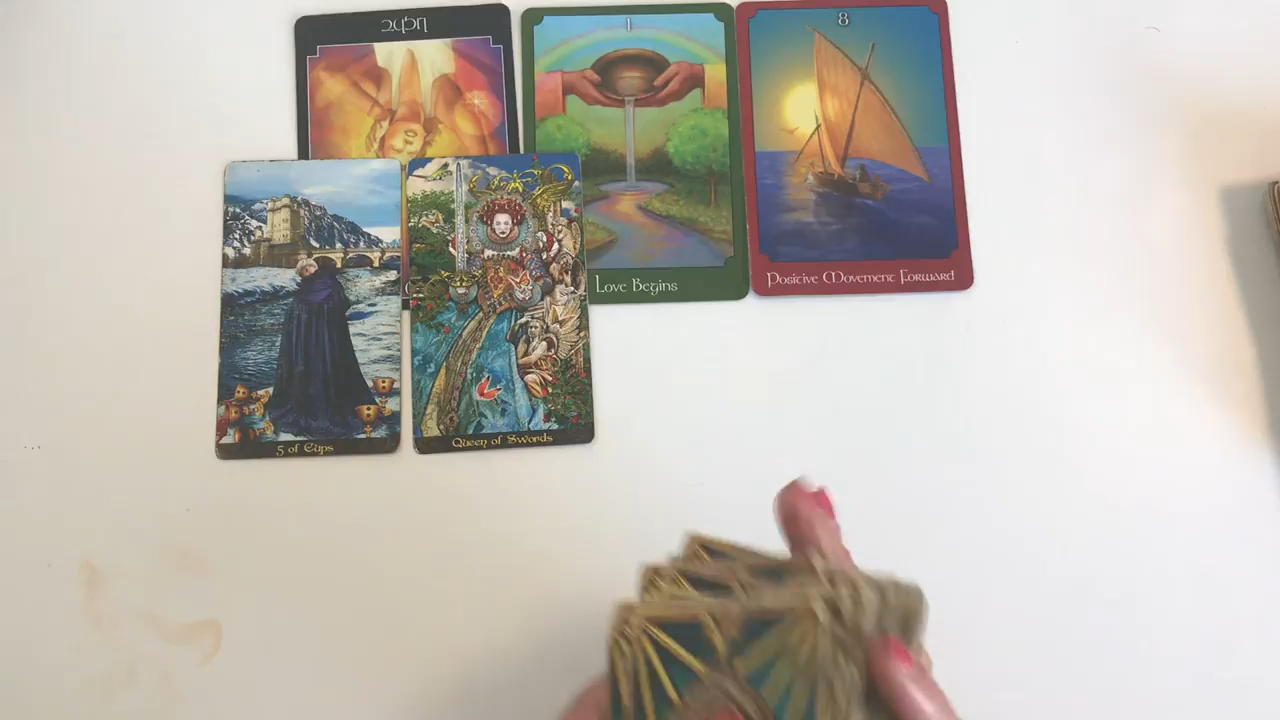 Light
1
8
Love Begins
Positive Movement Forward
5 of Cups
Queen of Swords